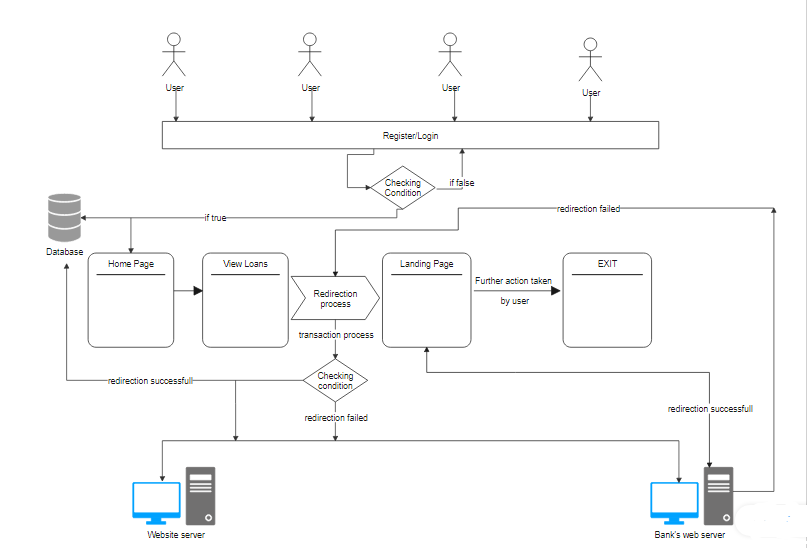 User
User
User
User
Register/Login
Checking
Condition
if false
if true
redirection failed
Database
Home Page
View Loans
Redirection
process
Landing Page
Further action taken
by user
EXIT
transaction process
Checking
condition
redirection successfull
redirection failed
redirection successfull
Website server
Bank's web server